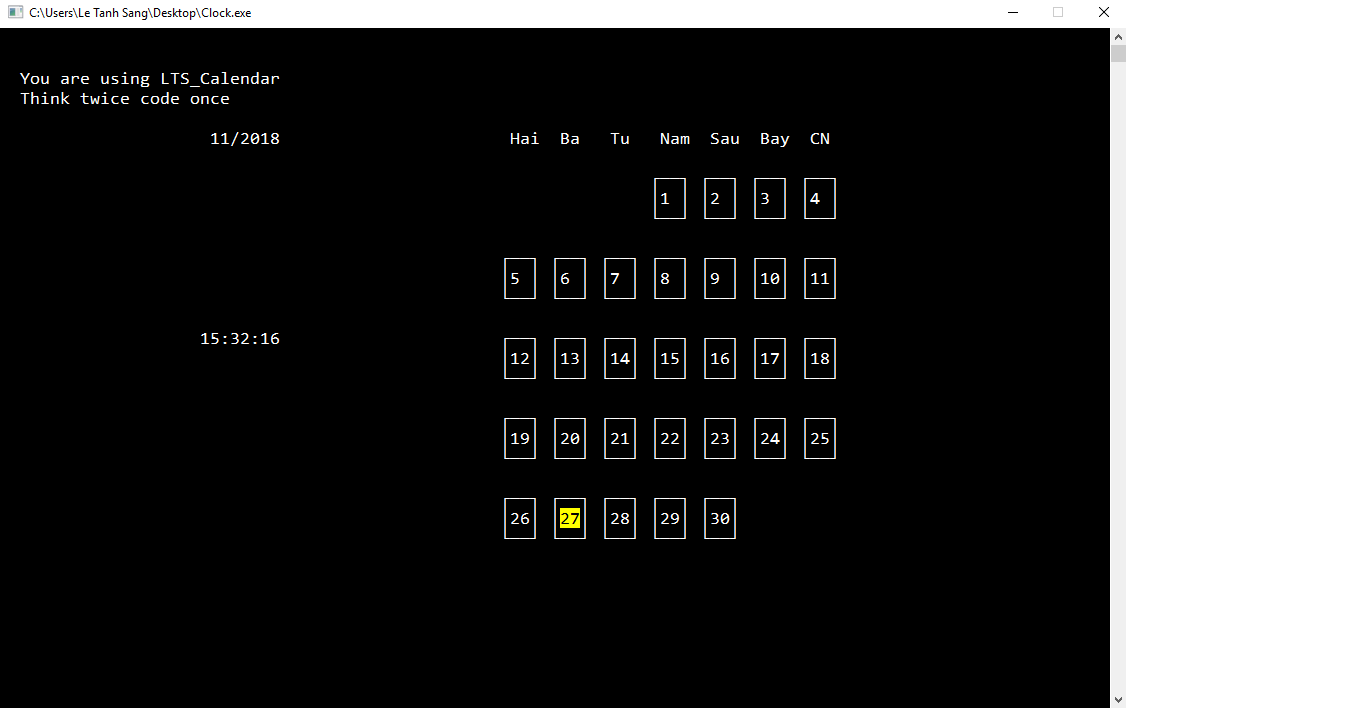 C:\Users\Le Tanh Sang\Desktop\Clock.exe
You are using LTS_Calendar
Think twice code once
11/2018
Hai Ba Tu Nam Sau Bay CN
1 2 3 4
5 6 7 8 9 10 11
15:32:16
12 13 14 15 16 17 18
19 20 21 22 23 24 25
26 27 28 29 30